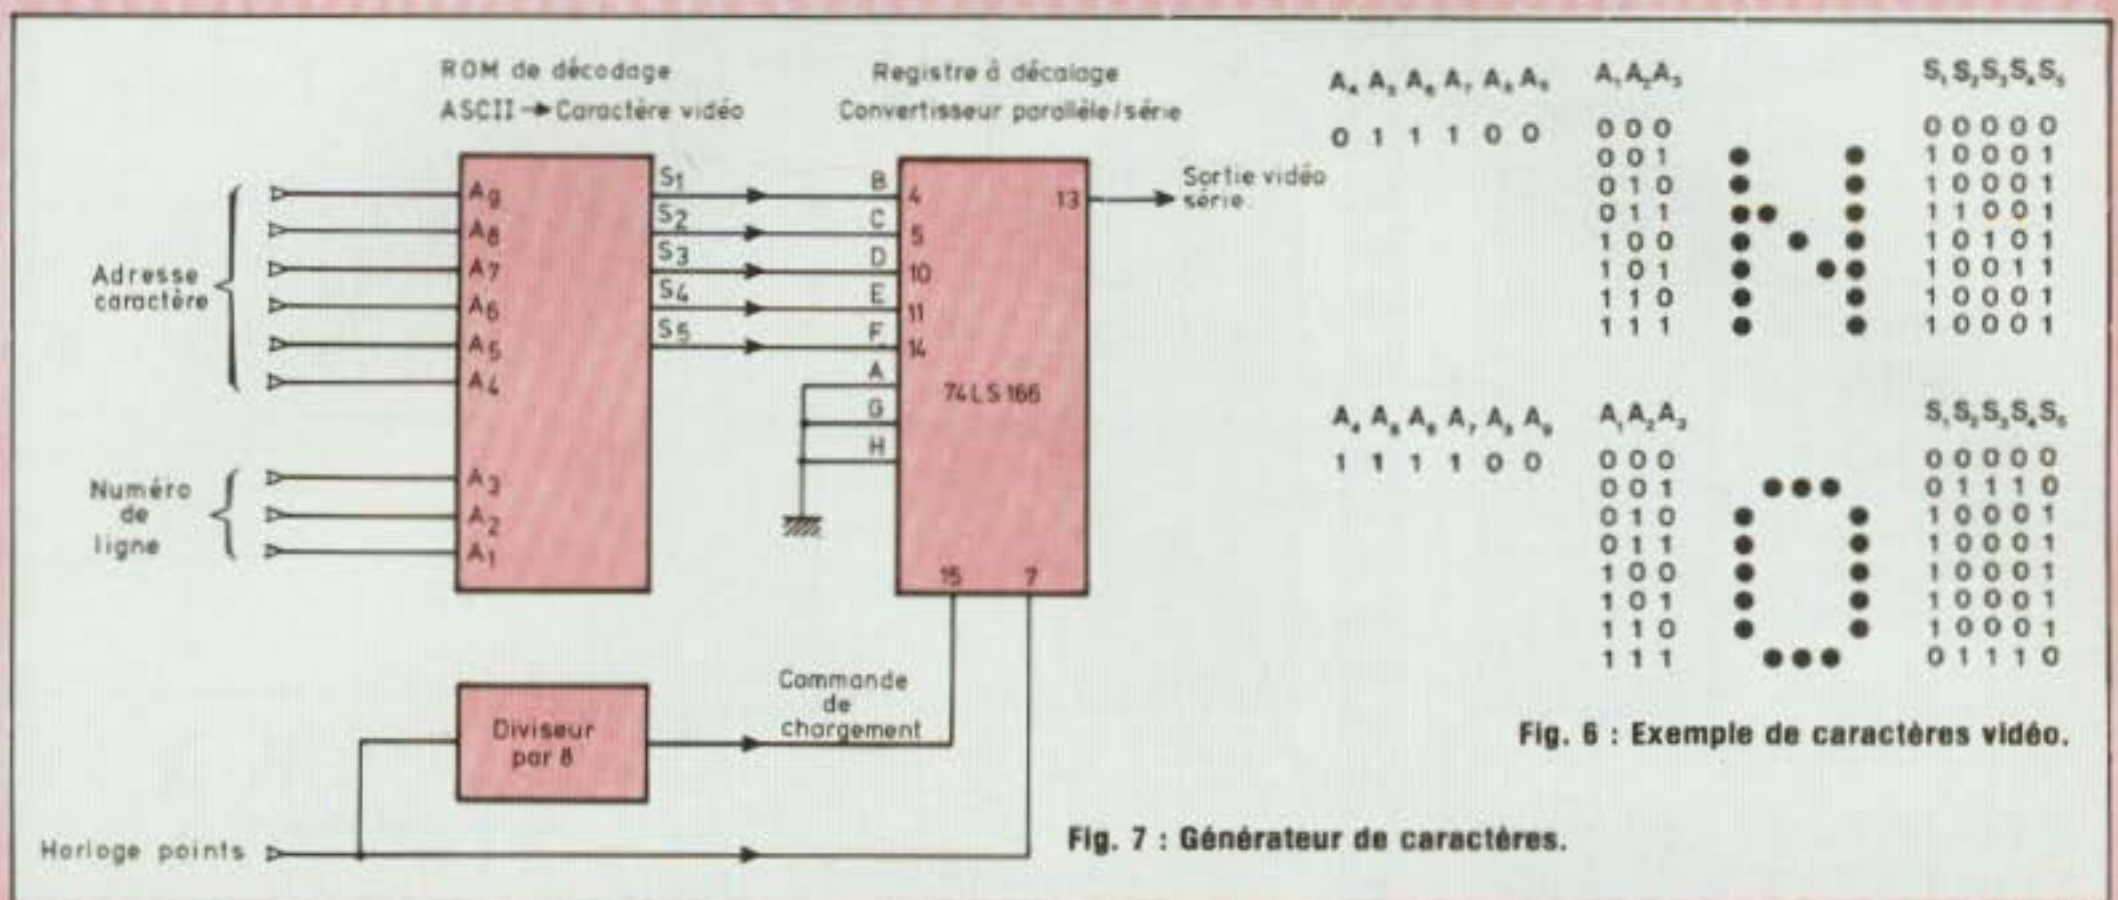 ROM de décodage
ASCII → Caractère vidéo
Registre à décalage
Convertisseur parallèle/série
Adresse
caractère
A9
A8
A7
A6
A5
A4
Numéro
de
ligne
A3
A2
A1
S1
S2
S3
S4
S5
B
C
D
E
F
A
G
H
4
5
10
11
14
13
74LS166
15
7
Sortie vidéo
série
Diviseur
par 8
Commande
de
chargement
Horloge points
Fig. 7 : Générateur de caractères.
A4 A5 A6 A7 A8 A9
0 1 1 1 0 0
A1 A2 A3
0 0 0
0 0 1
0 1 0
0 1 1
1 0 0
1 0 1
1 1 0
1 1 1
S1 S2 S3 S4 S5
0 0 0 0 0
1 0 0 0 1
1 0 0 0 1
1 1 0 0 1
1 0 1 0 1
1 0 0 1 1
1 0 0 0 1
1 0 0 0 1
A4 A5 A6 A7 A8 A9
1 1 1 1 0 0
A1 A2 A3
0 0 0
0 0 1
0 1 0
0 1 1
1 0 0
1 0 1
1 1 0
1 1 1
S1 S2 S3 S4 S5
0 0 0 0 0
0 1 1 1 0
1 0 0 0 1
1 0 0 0 1
1 0 0 0 1
1 0 0 0 1
1 0 0 0 1
0 1 1 1 0
Fig. 6 : Exemple de caractères vidéo.